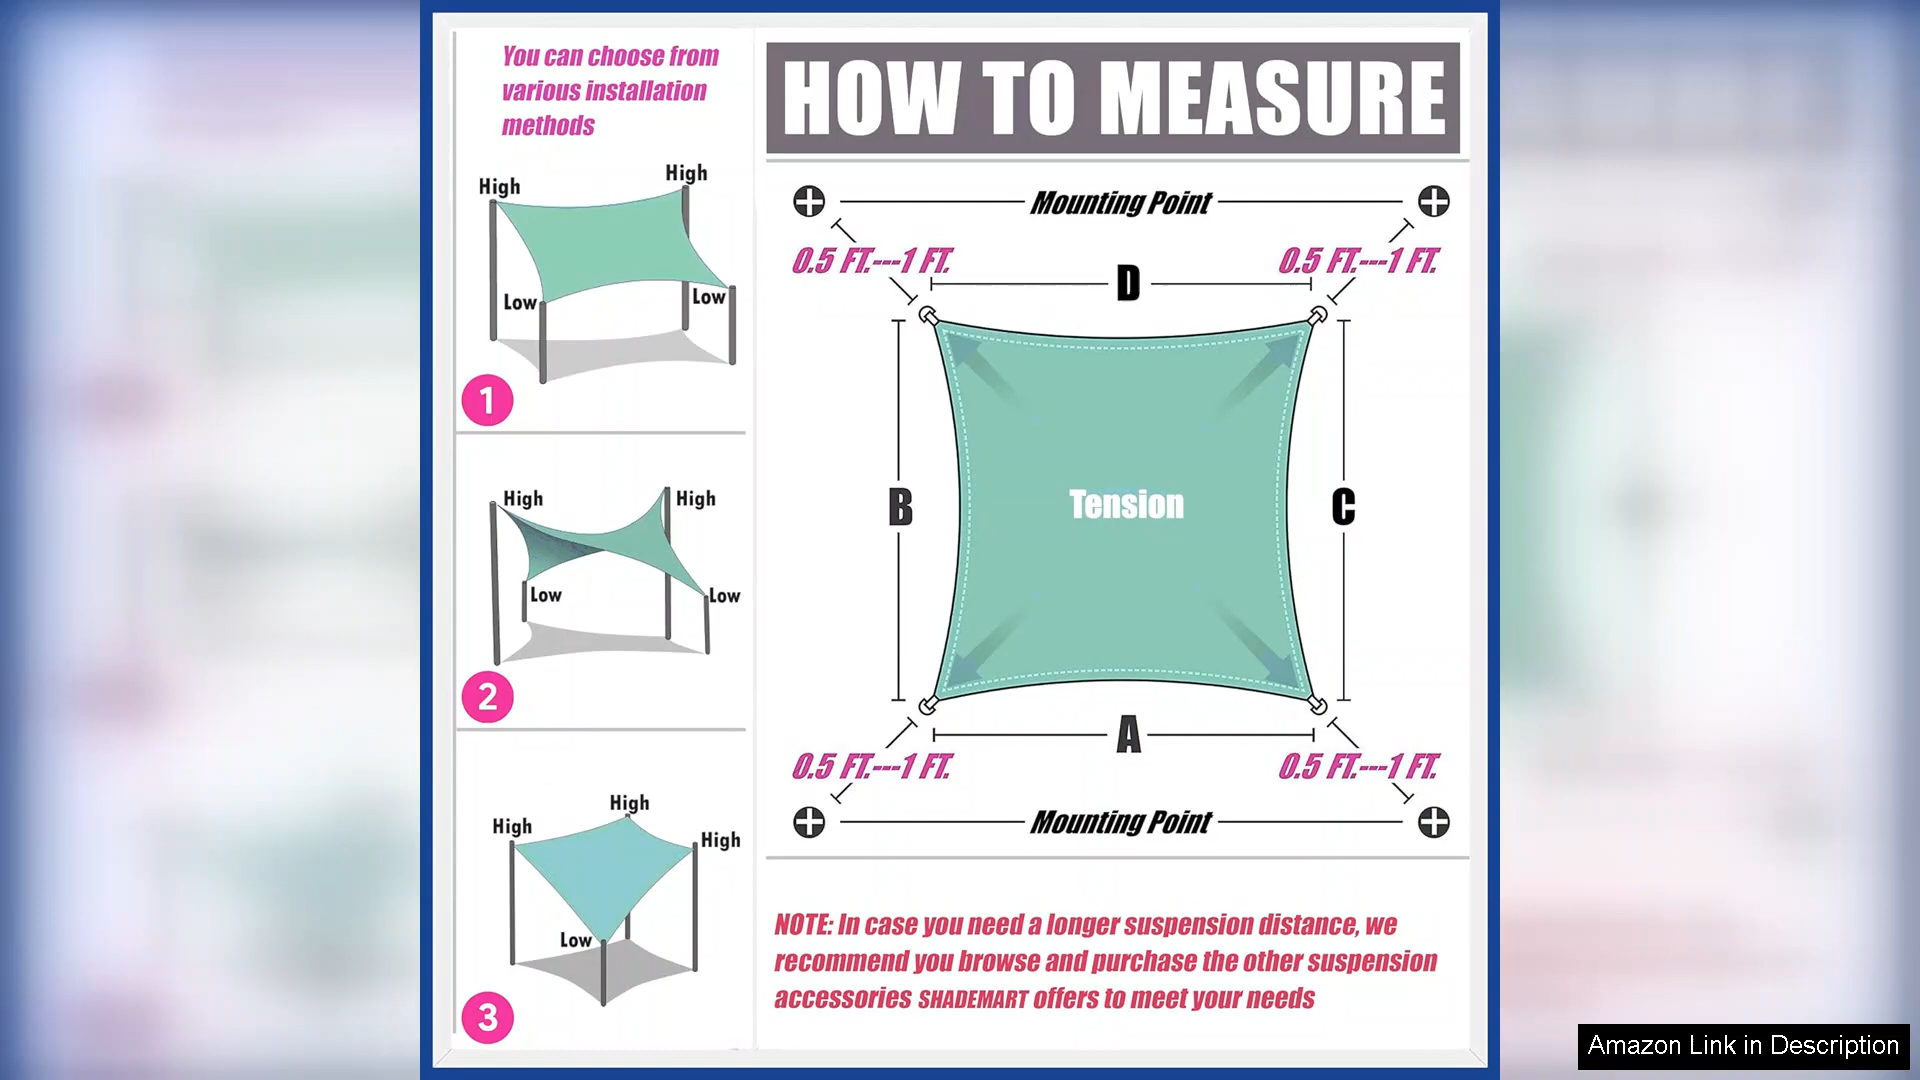 You can choose from
various installation
methods
High
High
Low
Low
1
High
High
Low
Low
2
High
High
High
Low
3
HOW TO MEASURE
Mounting Point
0.5 FT.---1 FT.
0.5 FT.---1 FT.
D
B
Tension
C
A
0.5 FT.---1 FT.
0.5 FT.---1 FT.
Mounting Point
NOTE: In case you need a longer suspension distance, we
recommend you browse and purchase the other suspension
accessories SHADEMART offers to meet your needs
Amazon Link in Description